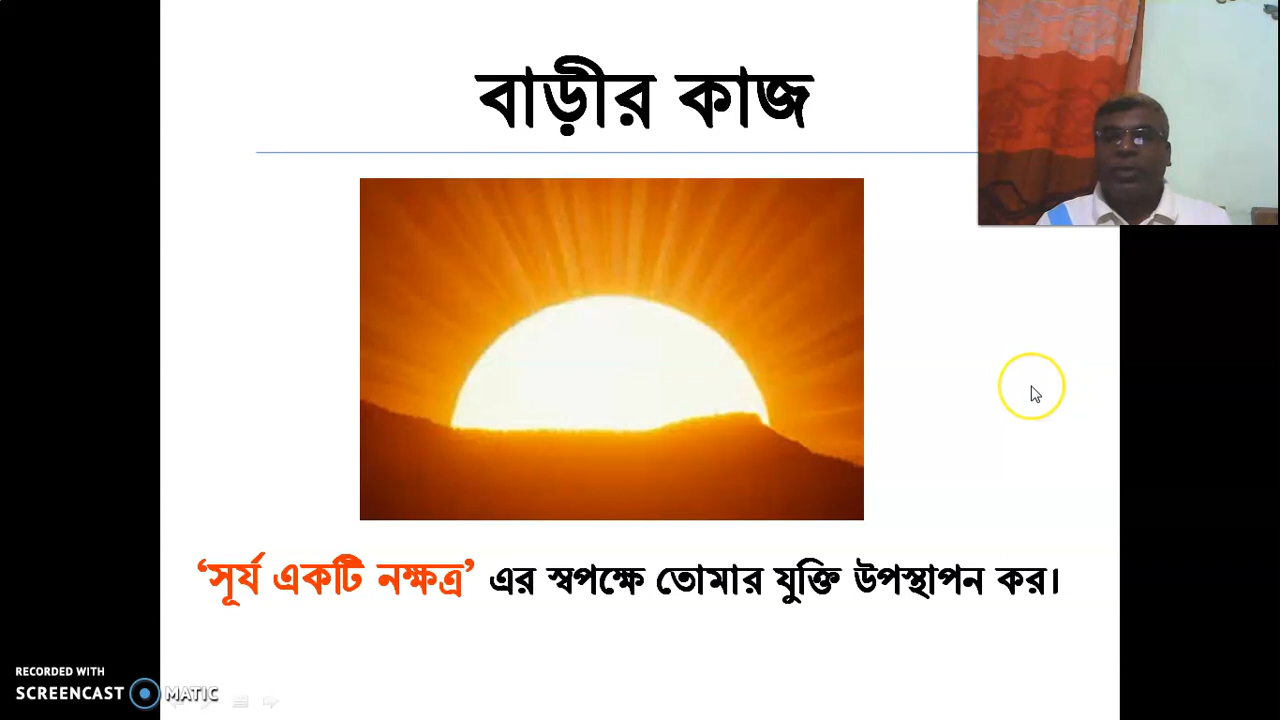 বাড়ীর কাজ
‘সূর্য একটি নক্ষত্র’ এর স্বপক্ষে তোমার যুক্তি উপস্থাপন কর।
RECORDED WITH
SCREENCAST MATIC